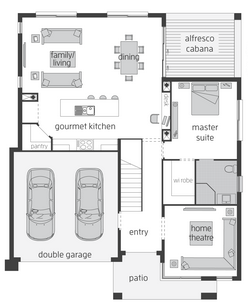 alfresco
cabana
family/
living
dining
gourmet kitchen
master
suite
pantry
w/robe
home
theatre
entry
double garage
patio